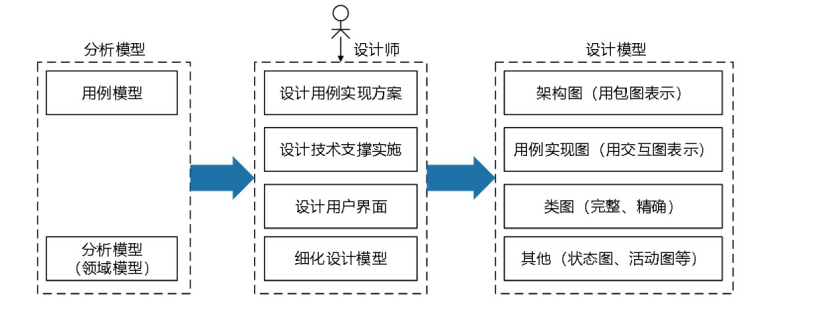 分析模型
用例模型
分析模型
（领域模型）
设计师
设计用例实现方案
设计技术支撑实施
设计用户界面
细化设计模型
设计模型
架构图（用包图表示）
用例实现图（用交互图表示）
类图（完整、精确）
其他（状态图、活动图等）